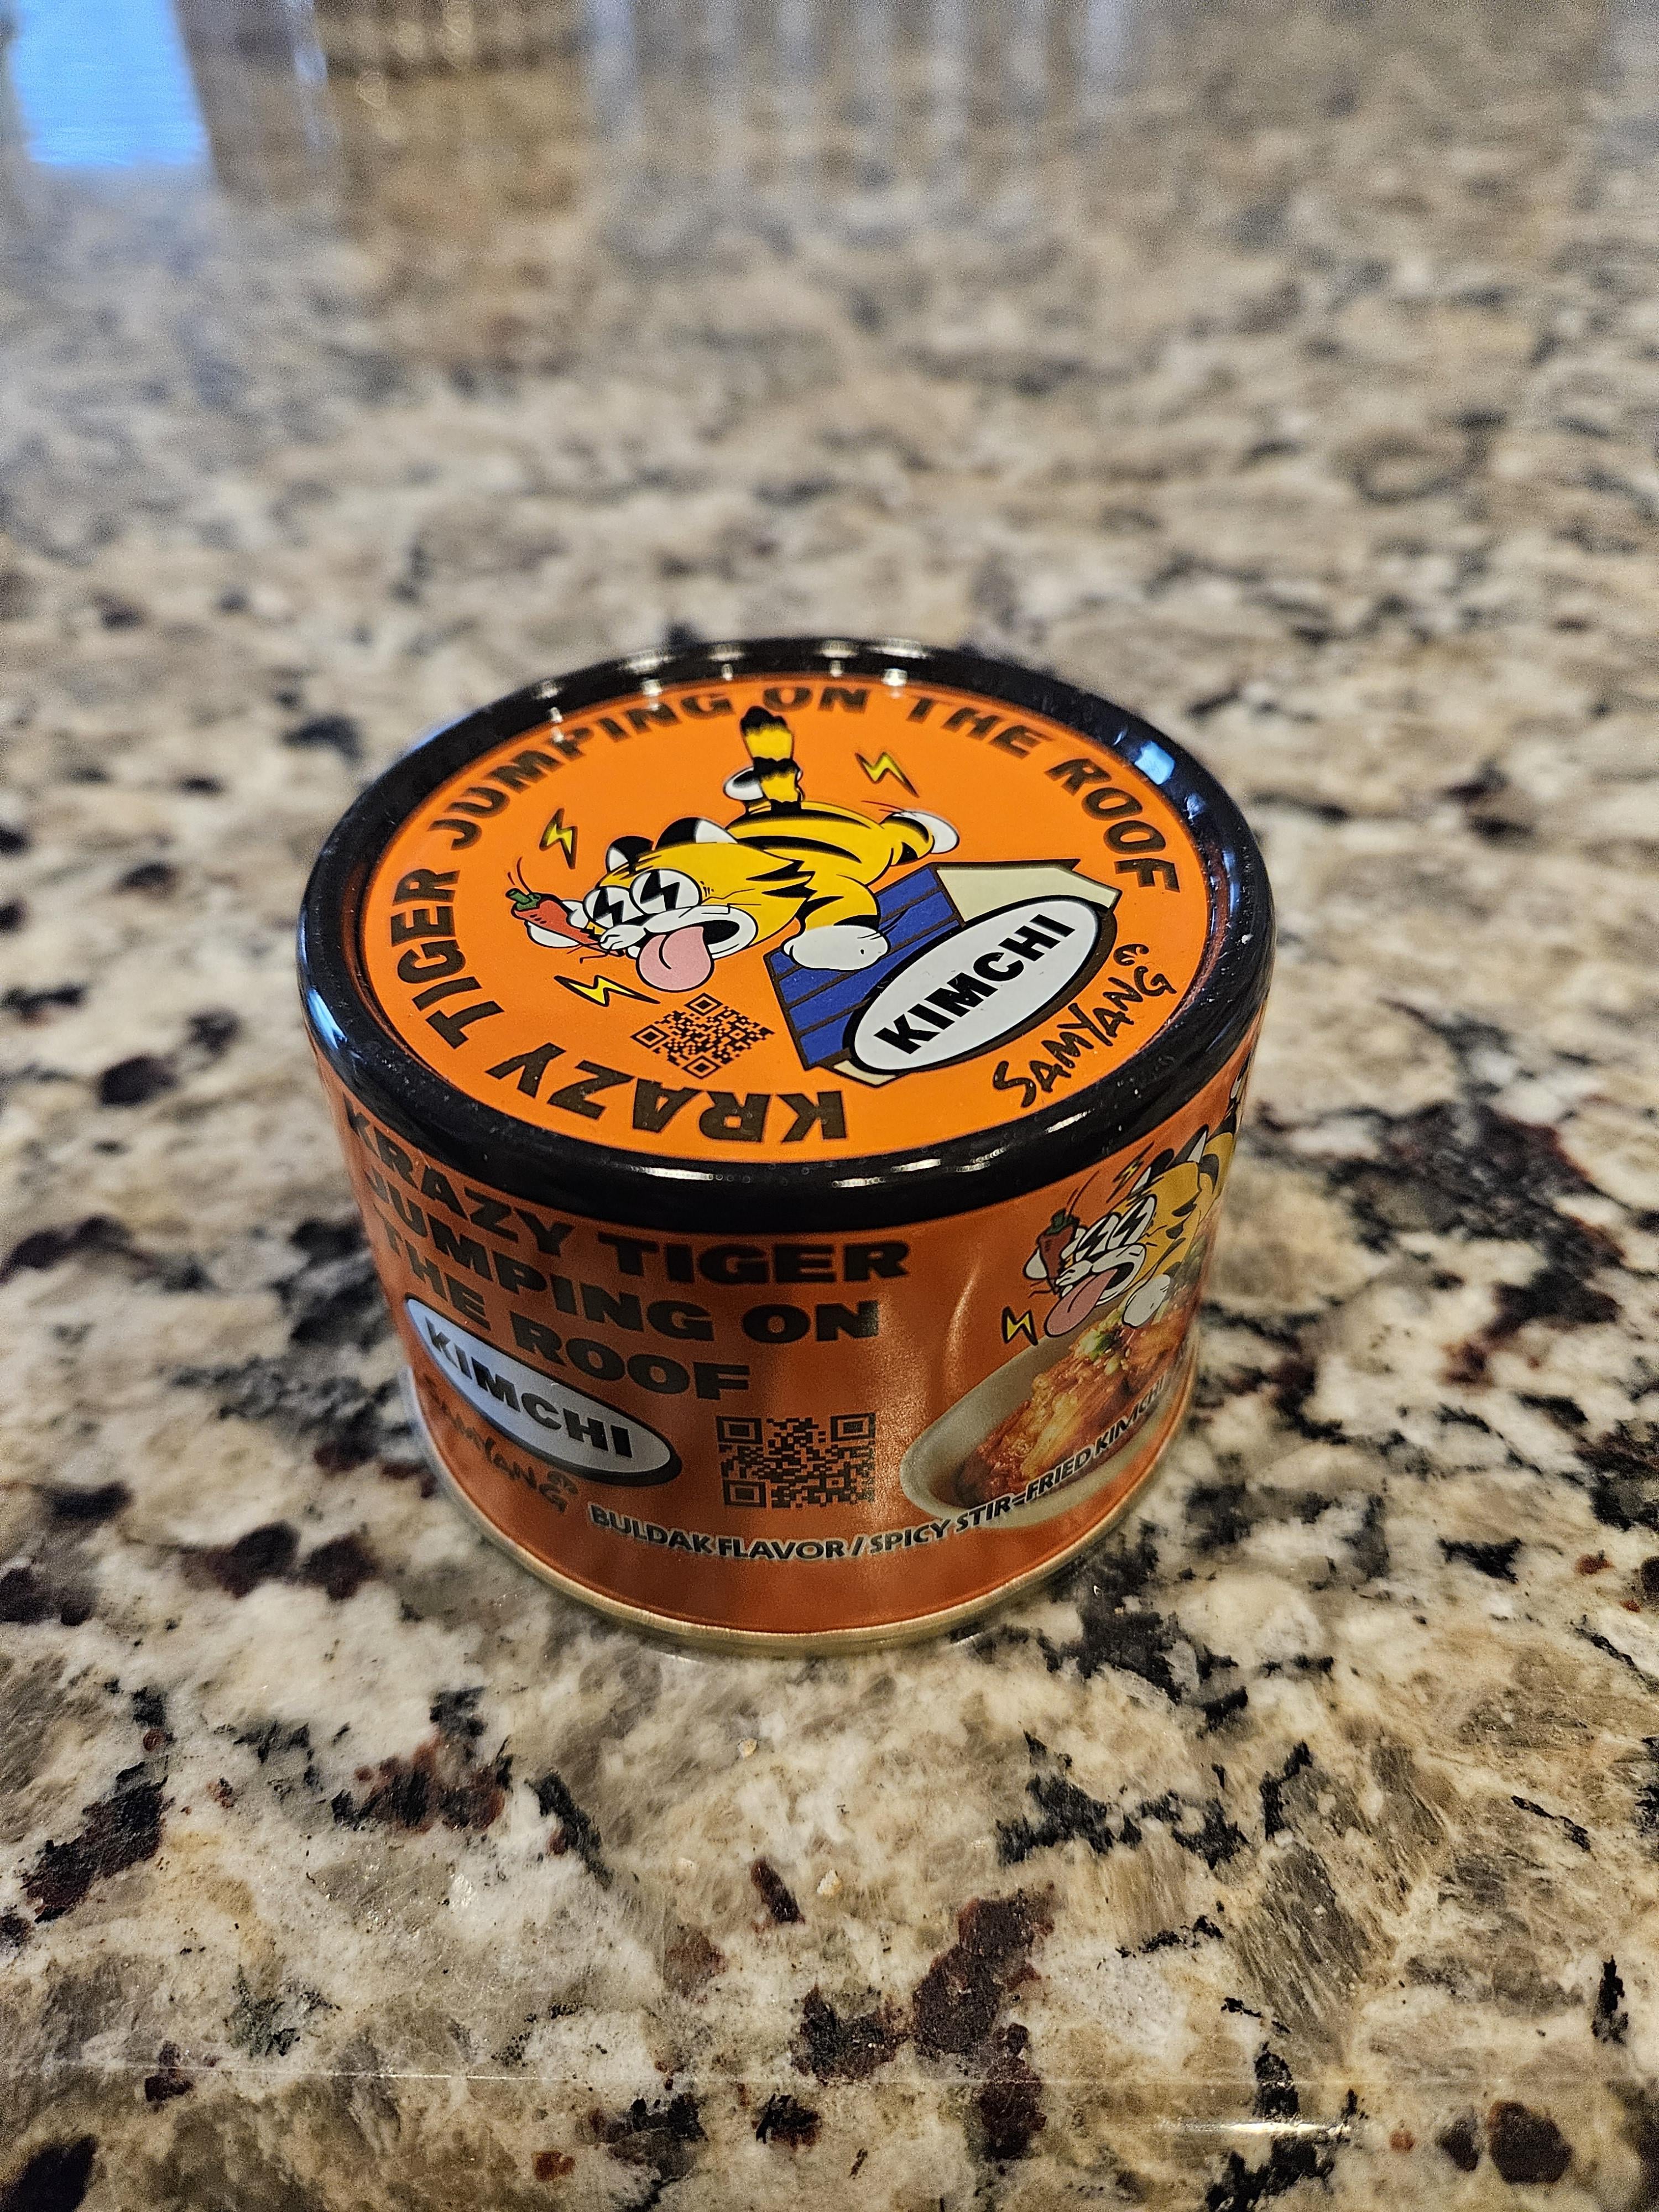 KRAZY TIGER JUMPING ON THE ROOF
KIMCHI
SAMYANG
KRAZY TIGER
JUMPING ON
THE ROOF
KIMCHI
SAMYANG
BULDAK FLAVOR / SPICY STIR-FRIED KIMCHI